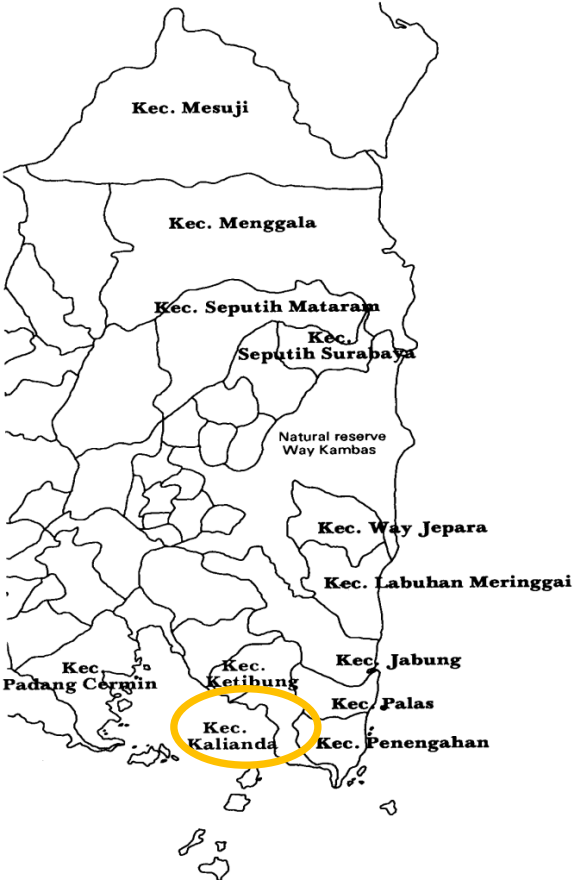 Kec. Mesuji
Kec. Menggala
Kec. Seputih Mataram
Kec.
Seputih Surabaya
Natural reserve
Way Kambas
Kec. Way Jepara
Kec. Labuhan Meringgai
Kec. Jabung
Kec.
Padang Cermin
Kec.
Ketibung
Kec. Palas
Kec.
Kalianda
Kec. Penengahan